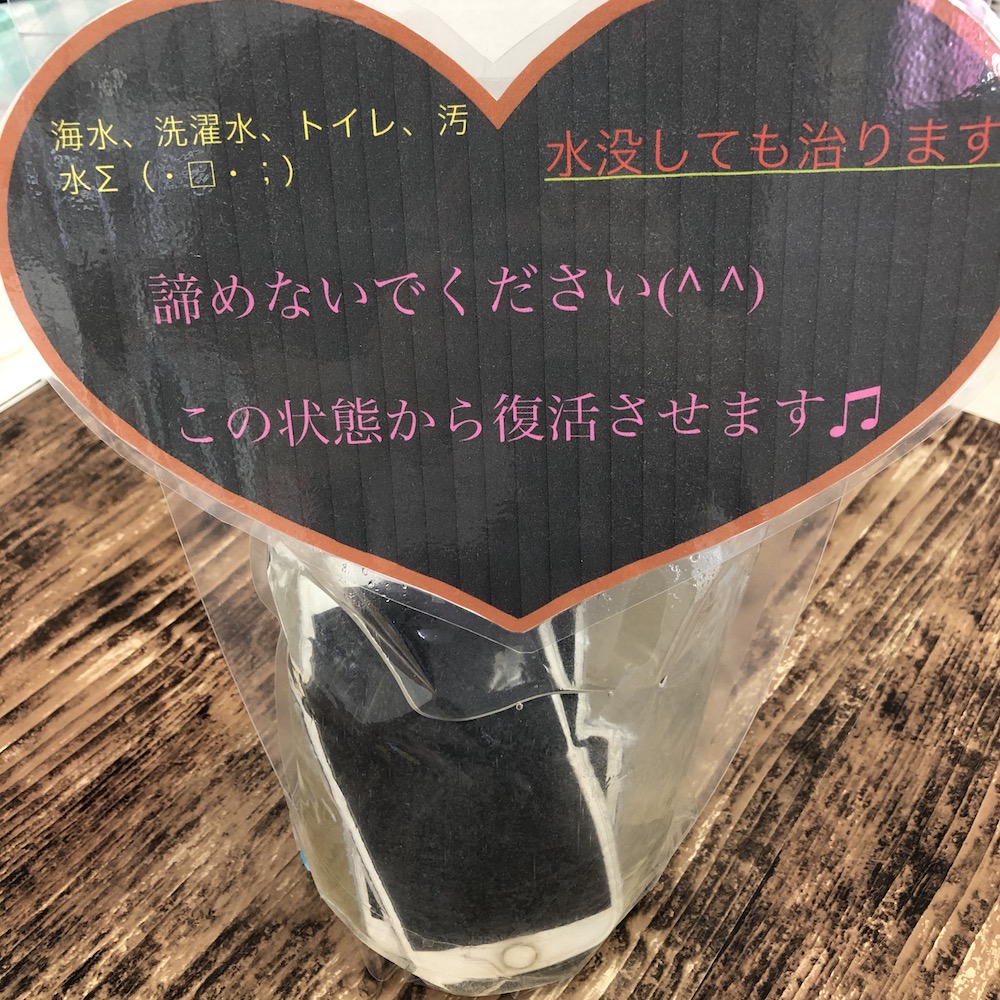 海水、洗濯水、トイレ、汚
水Σ（・□・；）
水没しても治ります
諦めないでください(^ ^)
この状態から復活させます♫